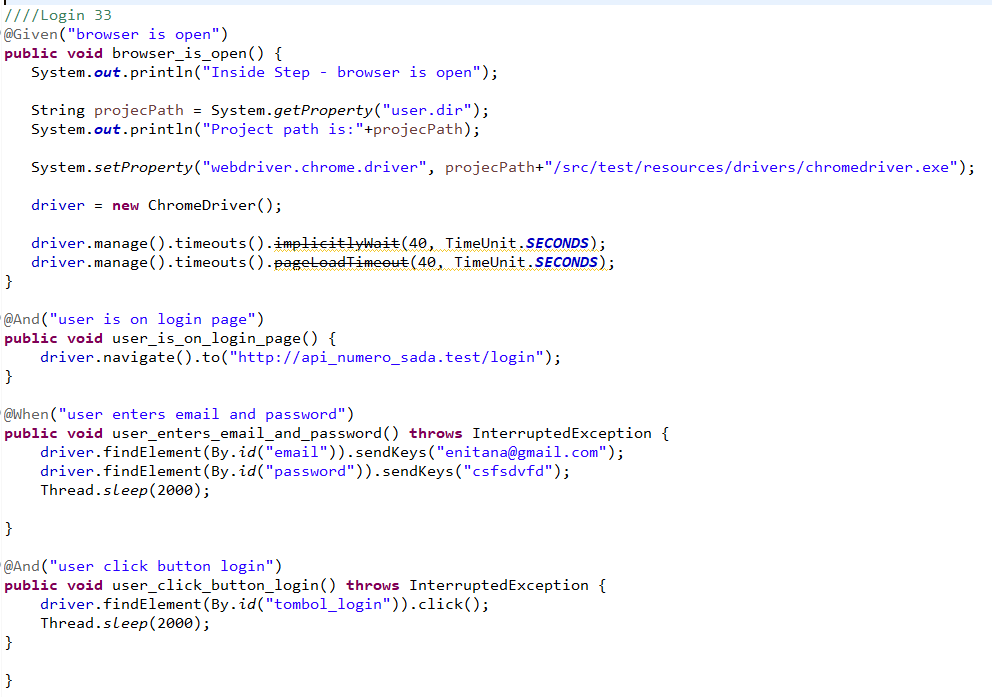 ////Login 33
@Given("browser is open")
public void browser_is_open() {
System.out.println("Inside Step - browser is open");
String projecPath = System.getProperty("user.dir");
System.out.println("Project path is:"+projecPath);
System.setProperty("webdriver.chrome.driver", projecPath+"/src/test/resources/drivers/chromedriver.exe");
driver = new ChromeDriver();
driver.manage().timeouts().implicitlyWait(40, TimeUnit.SECONDS);
driver.manage().timeouts().pageLoadTimeout(40, TimeUnit.SECONDS);
}
@And("user is on login page")
public void user_is_on_login_page() {
driver.navigate().to("http://api_numero_sada.test/login");
}
@When("user enters email and password")
public void user_enters_email_and_password() throws InterruptedException {
driver.findElement(By.id("email")).sendKeys("enitana@gmail.com");
driver.findElement(By.id("password")).sendKeys("csfsdvfd");
Thread.sleep(2000);
}
@And("user click button login")
public void user_click_button_login() throws InterruptedException {
driver.findElement(By.id("tombol_login")).click();
Thread.sleep(2000);
}
}